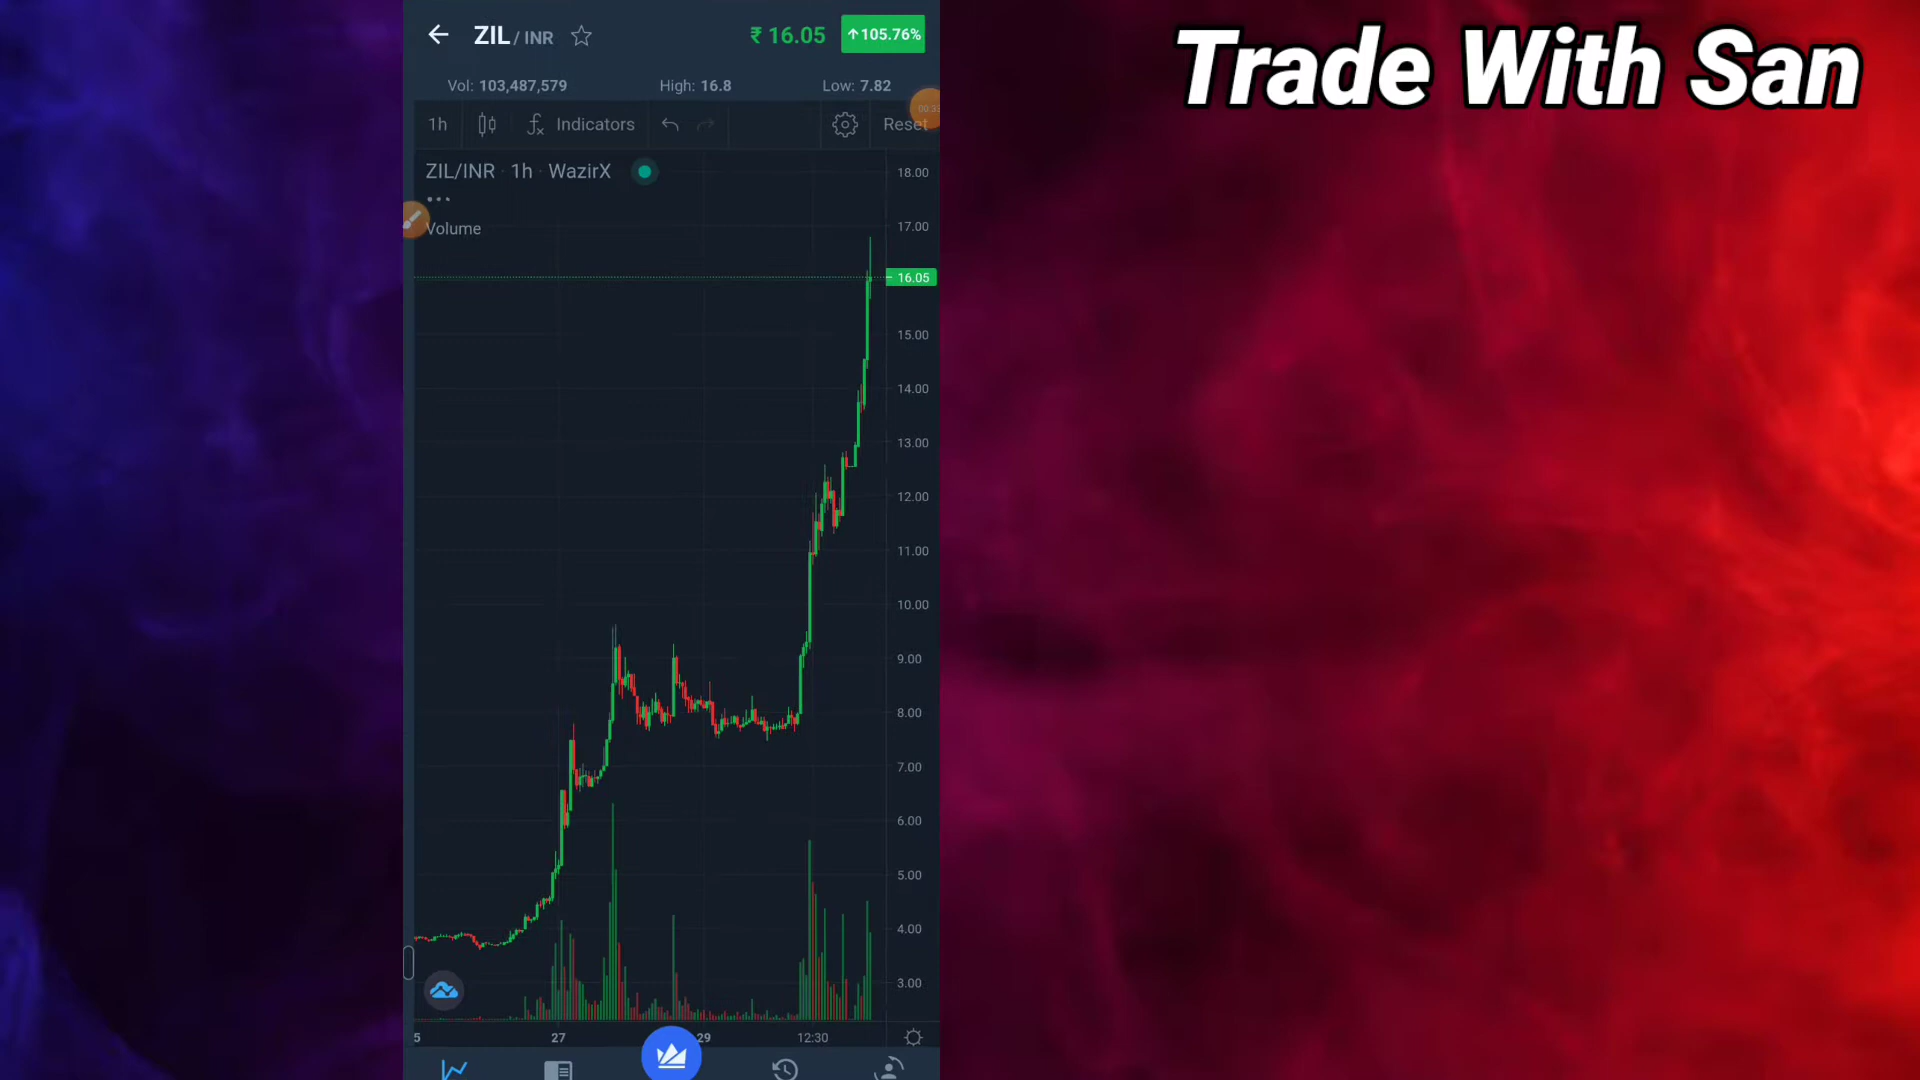 Trade With San
ZIL / INR
₹ 16.05
↑105.76%
Vol: 103,487,579
High: 16.8
Low: 7.82
1h
Indicators
Reset
ZIL/INR · 1h · WazirX
Volume
18.00
17.00
16.05
15.00
14.00
13.00
12.00
11.00
10.00
9.00
8.00
7.00
6.00
5.00
4.00
3.00
5
27
29
12:30